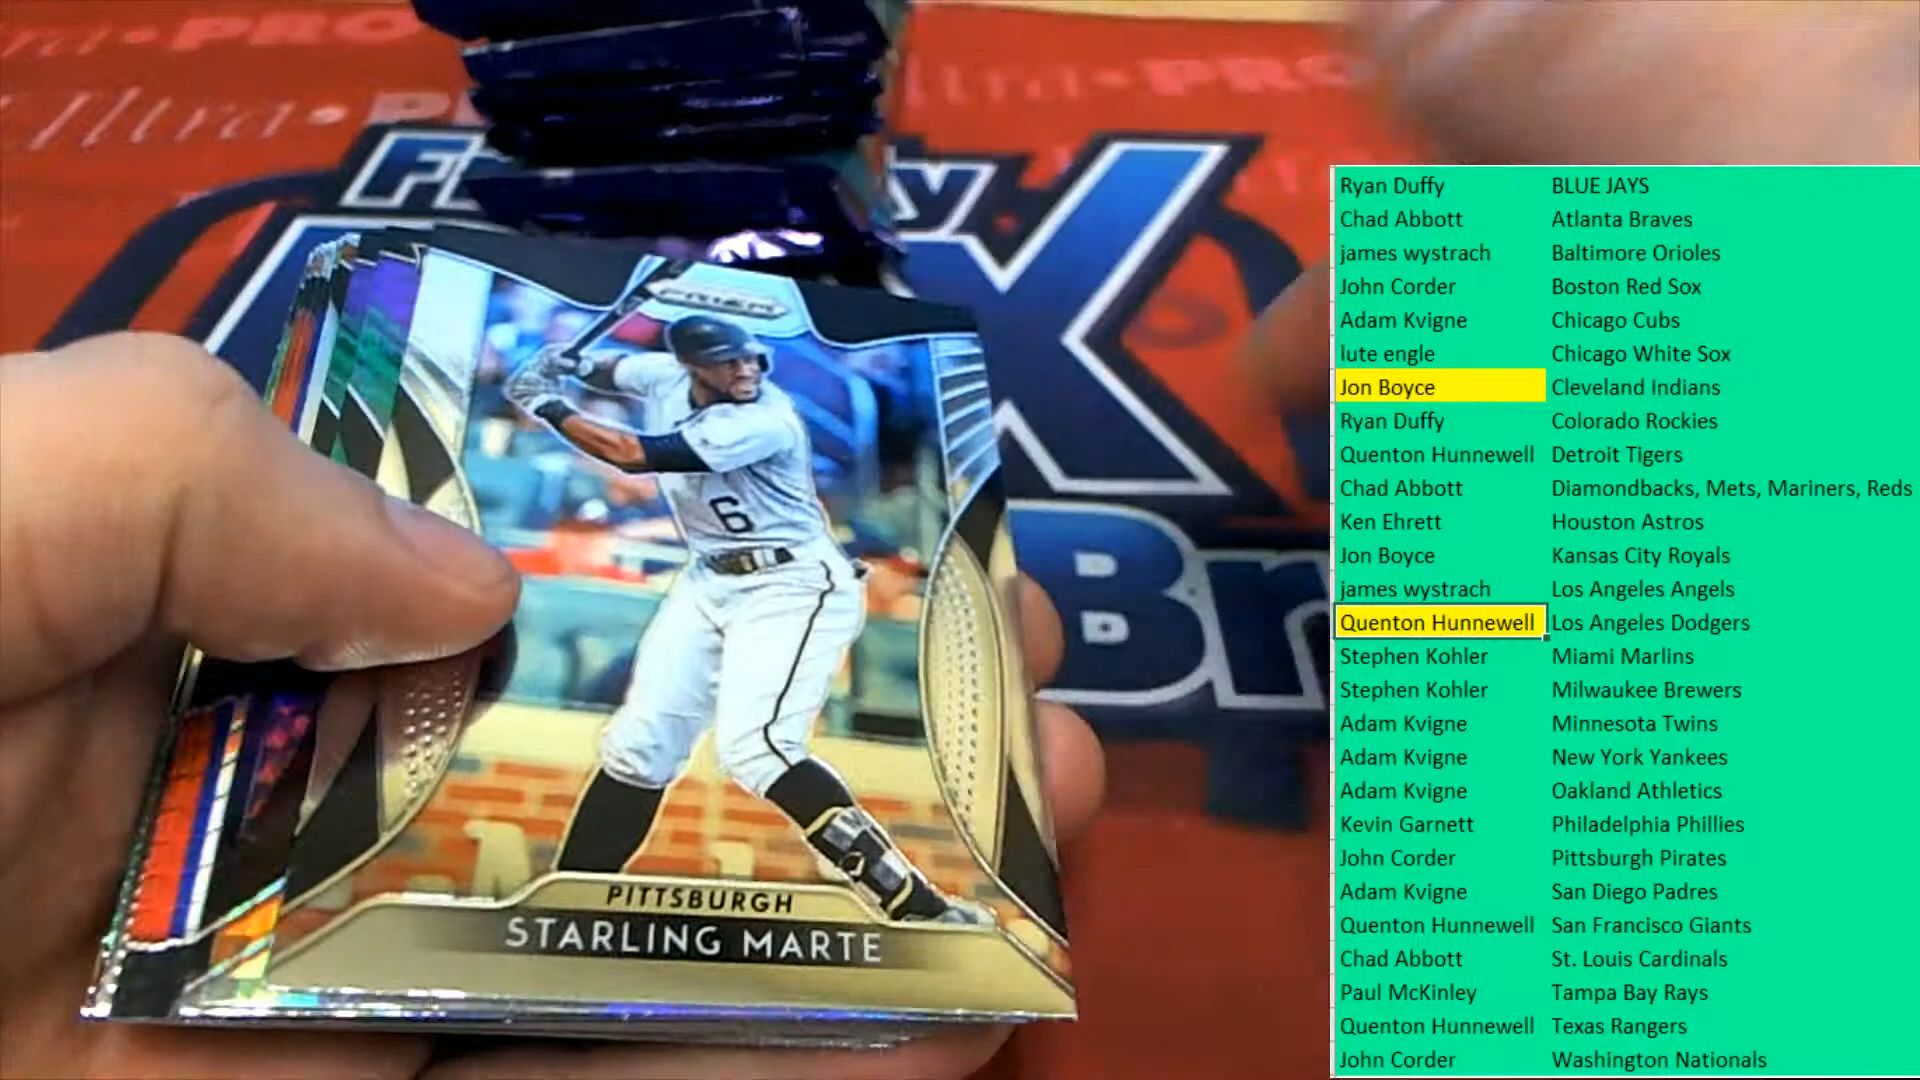 PRO
Ultra
PRO
PRIZM
6
PITTSBURGH
STARLING MARTE
Ryan Duffy BLUE JAYS
Chad Abbott Atlanta Braves
james wystrach Baltimore Orioles
John Corder Boston Red Sox
Adam Kvigne Chicago Cubs
lute engle Chicago White Sox
Jon Boyce Cleveland Indians
Ryan Duffy Colorado Rockies
Quenton Hunnewell Detroit Tigers
Chad Abbott Diamondbacks, Mets, Mariners, Reds
Ken Ehrett Houston Astros
Jon Boyce Kansas City Royals
james wystrach Los Angeles Angels
Quenton Hunnewell Los Angeles Dodgers
Stephen Kohler Miami Marlins
Stephen Kohler Milwaukee Brewers
Adam Kvigne Minnesota Twins
Adam Kvigne New York Yankees
Adam Kvigne Oakland Athletics
Kevin Garnett Philadelphia Phillies
John Corder Pittsburgh Pirates
Adam Kvigne San Diego Padres
Quenton Hunnewell San Francisco Giants
Chad Abbott St. Louis Cardinals
Paul McKinley Tampa Bay Rays
Quenton Hunnewell Texas Rangers
John Corder Washington Nationals